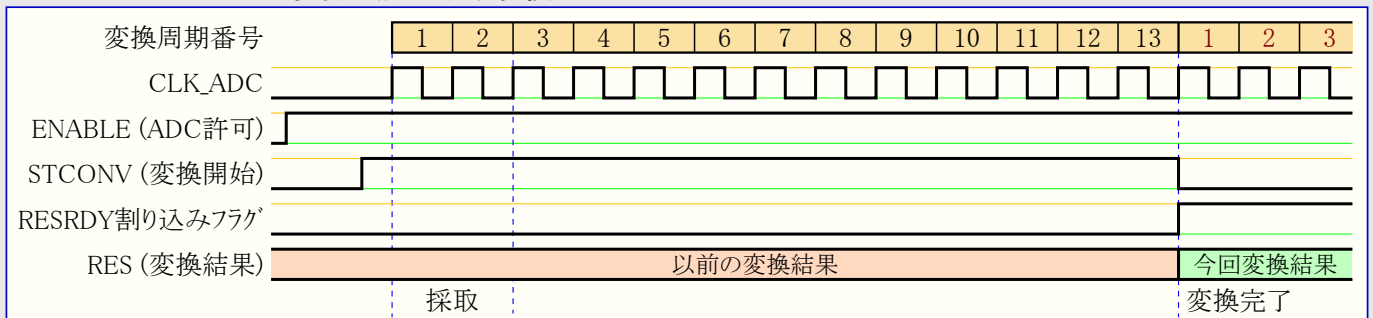 変換周期番号 1 2 3 4 5 6 7 8 9 10 11 12 13 1 2 3
CLK_ADC
ENABLE (ADC許可)
STCONV (変換開始)
RESRDY割り込みフラグ
RES (変換結果) 以前の変換結果 今回変換結果
採取 変換完了